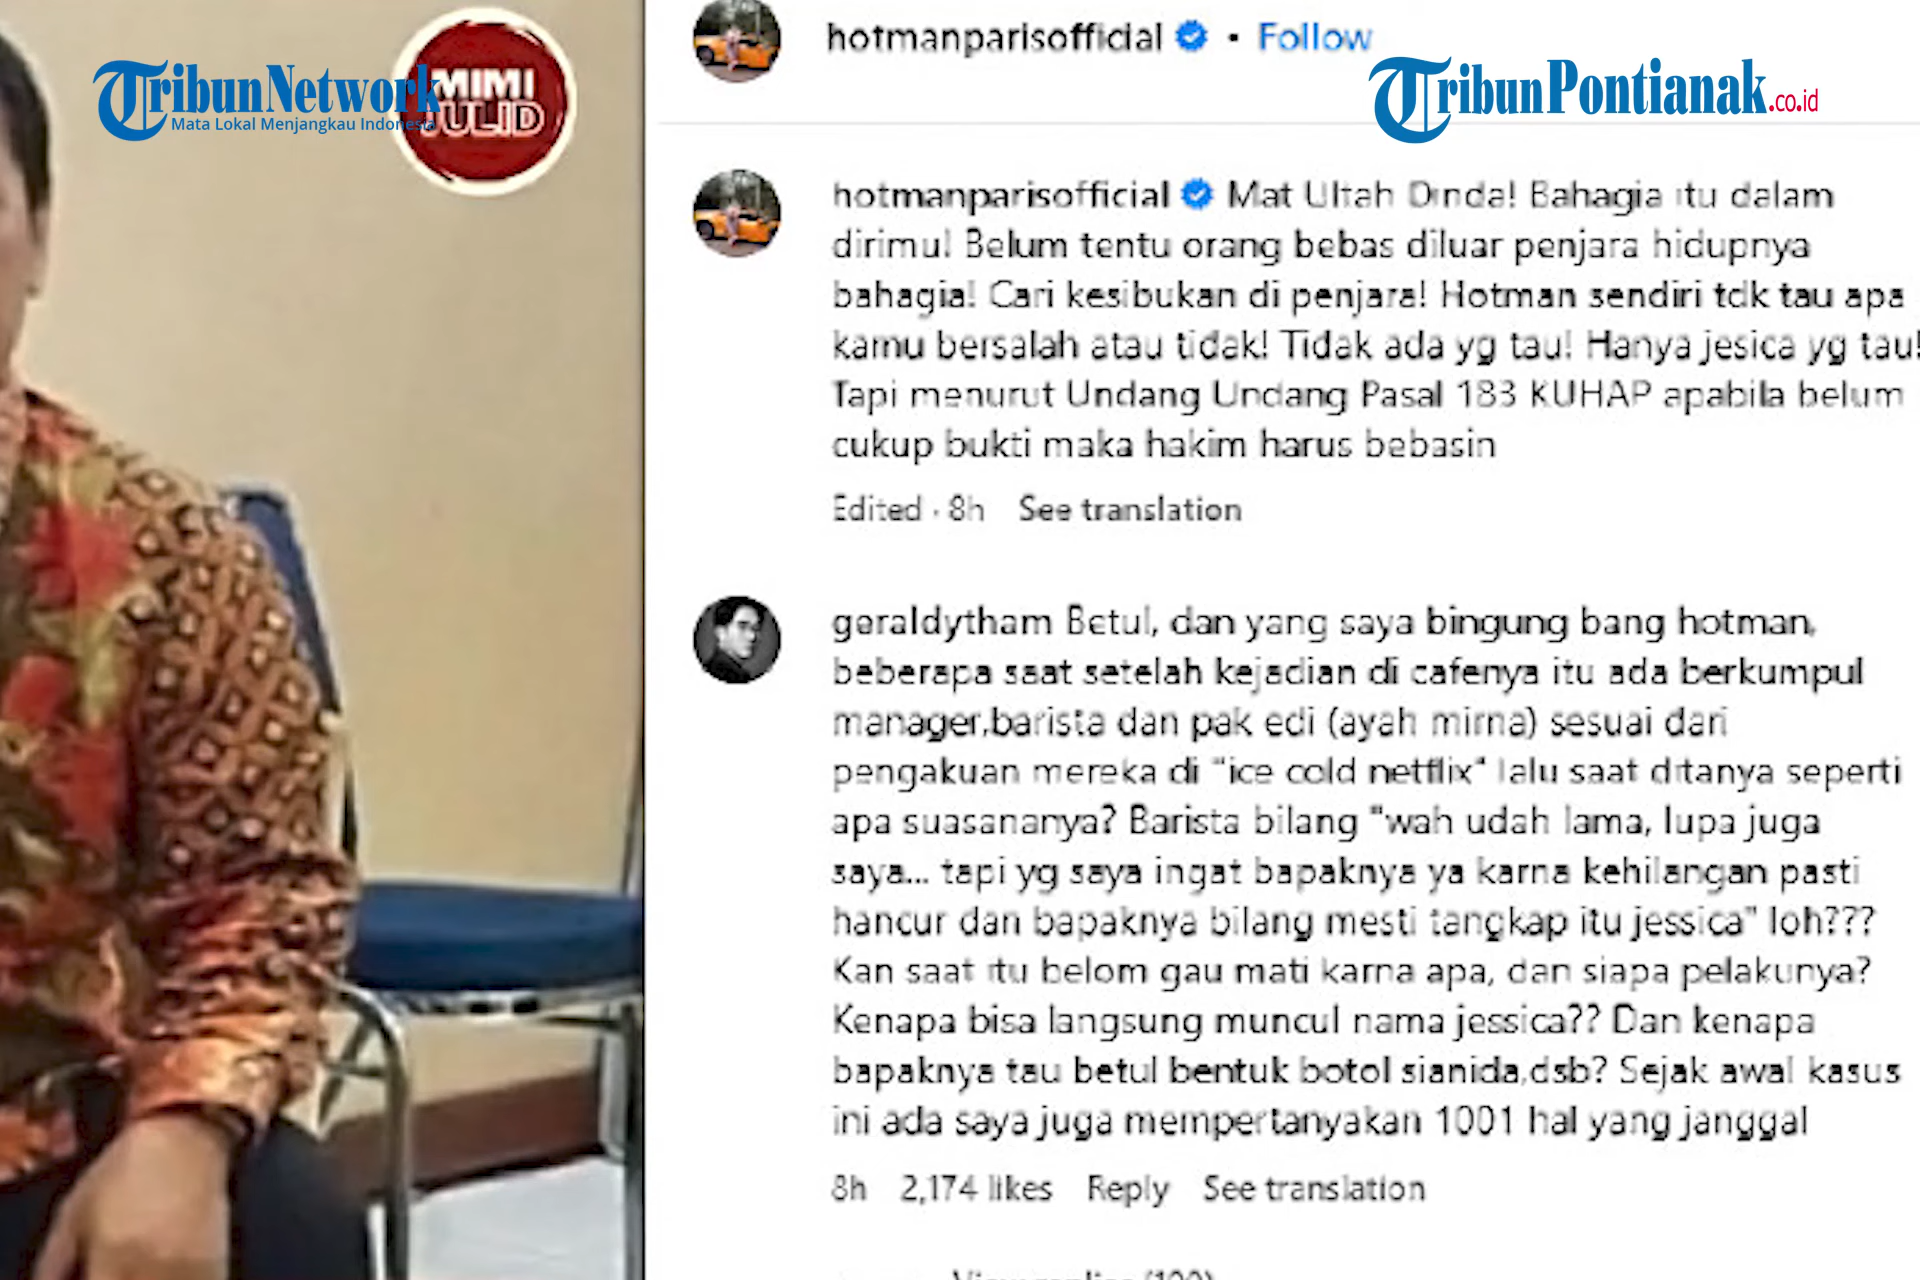 TribunNetwork
Mata Lokal Menjangkau Indonesia
MIMI
JULID
hotmanparisofficial • Follow
TribunPontianak.co.id
hotmanparisofficial Mat Ultah Dinda! Bahagia itu dalam
dirimu! Belum tentu orang bebas diluar penjara hidupnya
bahagia! Cari kesibukan di penjara! Hotman sendiri tdk tau apa
kamu bersalah atau tidak! Tidak ada yg tau! Hanya jesica yg tau!
Tapi menurut Undang Undang Pasal 183 KUHAP apabila belum
cukup bukti maka hakim harus bebasin
Edited · 8h See translation
geraldytham Betul, dan yang saya bingung bang hotman,
beberapa saat setelah kejadian di cafenya itu ada berkumpul
manager,barista dan pak edi (ayah mirna) sesuai dari
pengakuan mereka di "ice cold netflix" lalu saat ditanya seperti
apa suasananya? Barista bilang "wah udah lama, lupa juga
saya... tapi yg saya ingat bapaknya ya karna kehilangan pasti
hancur dan bapaknya bilang mesti tangkap itu jessica" loh???
Kan saat itu belom gau mati karna apa, dan siapa pelakunya?
Kenapa bisa langsung muncul nama jessica?? Dan kenapa
bapaknya tau betul bentuk botol sianida,dsb? Sejak awal kasus
ini ada saya juga mempertanyakan 1001 hal yang janggal
8h 2,174 likes Reply See translation
View replies